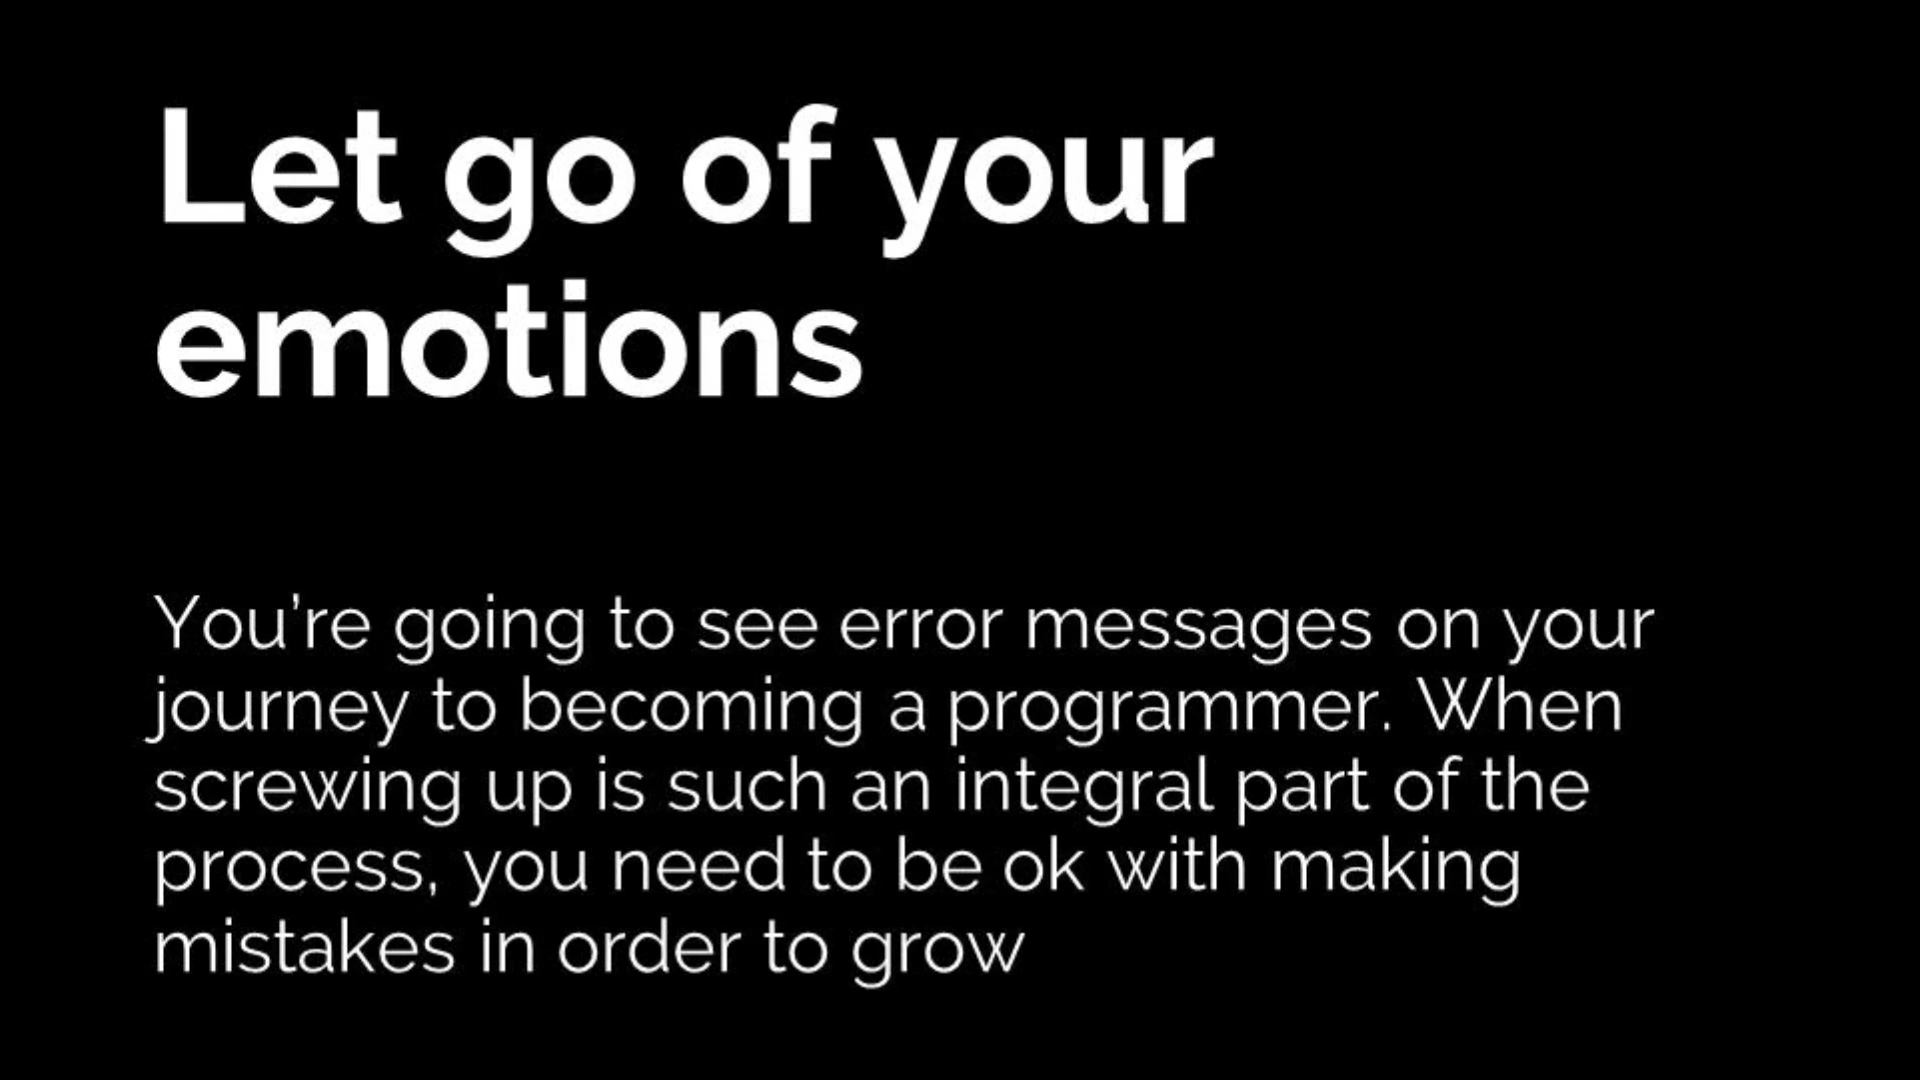 Let go of your
emotions
You’re going to see error messages on your
journey to becoming a programmer. When
screwing up is such an integral part of the
process, you need to be ok with making
mistakes in order to grow